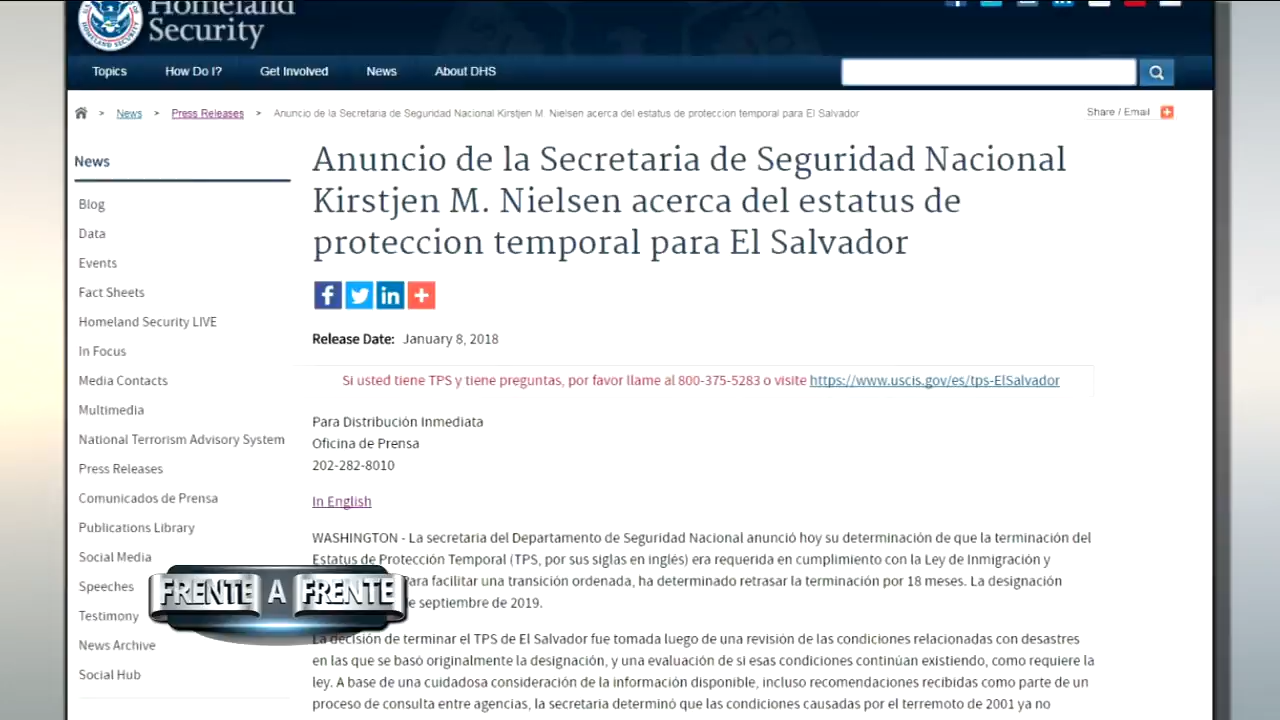 Homeland
Security
Topics
How Do I?
Get Involved
News
About DHS
> News > Press Releases > Anuncio de la Secretaria de Seguridad Nacional Kirstjen M. Nielsen acerca del estatus de proteccion temporal para El Salvador
Share / Email
News
Blog
Data
Events
Fact Sheets
Homeland Security LIVE
In Focus
Media Contacts
Multimedia
National Terrorism Advisory System
Press Releases
Comunicados de Prensa
Publications Library
Social Media
Speeches
Testimony
News Archive
Social Hub
Anuncio de la Secretaria de Seguridad Nacional
Kirstjen M. Nielsen acerca del estatus de
proteccion temporal para El Salvador
Release Date: January 8, 2018
Si usted tiene TPS y tiene preguntas, por favor llame al 800-375-5283 o visite https://www.uscis.gov/es/tps-ElSalvador
Para Distribución Inmediata
Oficina de Prensa
202-282-8010
In English
WASHINGTON - La secretaria del Departamento de Seguridad Nacional anunció hoy su determinación de que la terminación del
Estatus de Protección Temporal (TPS, por sus siglas en inglés) era requerida en cumplimiento con la Ley de Inmigración y
Para facilitar una transición ordenada, ha determinado retrasar la terminación por 18 meses. La designación
e septiembre de 2019.
La decisión de terminar el TPS de El Salvador fue tomada luego de una revisión de las condiciones relacionadas con desastres
en las que se basó originalmente la designación, y una evaluación de si esas condiciones continúan existiendo, como requiere la
ley. A base de una cuidadosa consideración de la información disponible, incluso recomendaciones recibidas como parte de un
proceso de consulta entre agencias, la secretaria determinó que las condiciones causadas por el terremoto de 2001 ya no
FRENTE A FRENTE